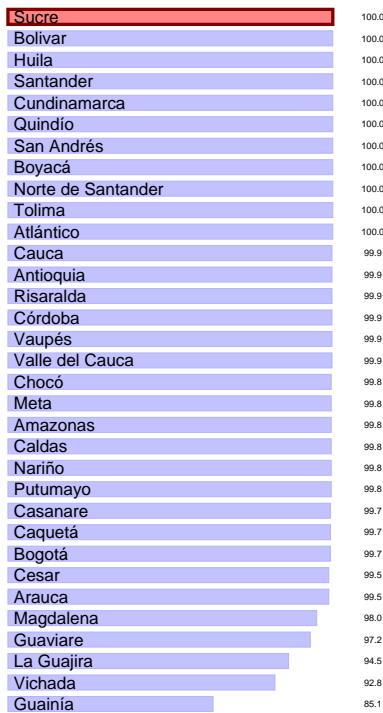 Sucre 100.0
Bolivar 100.0
Huila 100.0
Santander 100.0
Cundinamarca 100.0
Quindío 100.0
San Andrés 100.0
Boyacá 100.0
Norte de Santander 100.0
Tolima 100.0
Atlántico 100.0
Cauca 99.9
Antioquia 99.9
Risaralda 99.9
Córdoba 99.9
Vaupés 99.9
Valle del Cauca 99.9
Chocó 99.8
Meta 99.8
Amazonas 99.8
Caldas 99.8
Nariño 99.8
Putumayo 99.8
Casanare 99.7
Caquetá 99.7
Bogotá 99.7
Cesar 99.5
Arauca 99.5
Magdalena 98.0
Guaviare 97.2
La Guajira 94.5
Vichada 92.8
Guainía 85.1